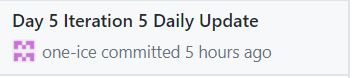 Day 5 Iteration 5 Daily Update
one-ice committed 5 hours ago